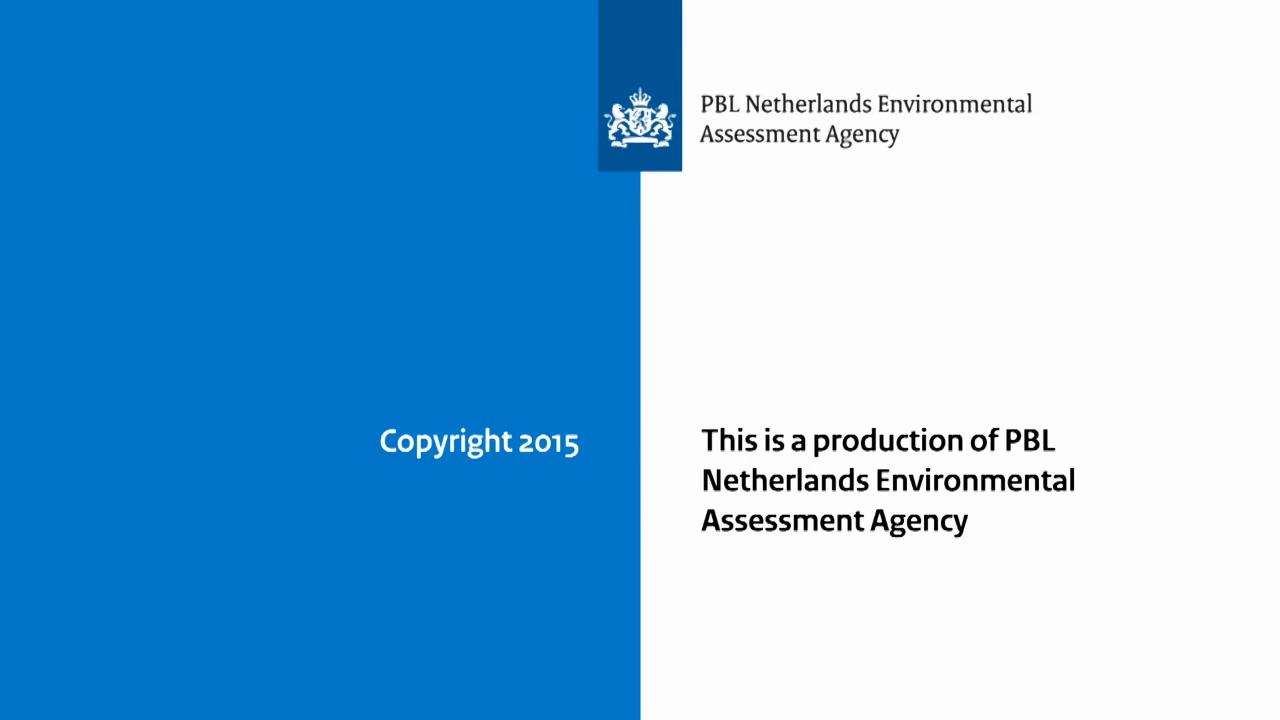 PBL Netherlands Environmental
Assessment Agency
Copyright 2015
This is a production of PBL
Netherlands Environmental
Assessment Agency